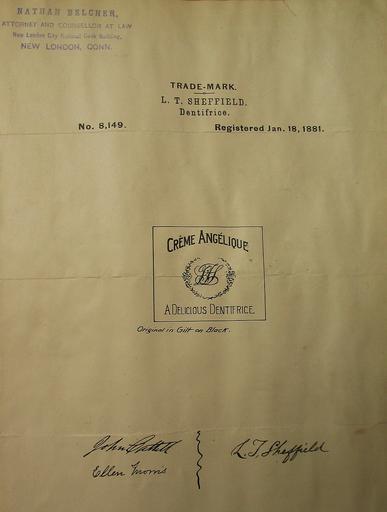 NATHAN BELCHER,
ATTORNEY AND COUNSELLOR AT LAW
New London City National Bank Building,
NEW LONDON, CONN.
TRADE-MARK.
L. T. SHEFFIELD.
Dentifrice.
No. 8,149.
Registered Jan. 18, 1881.
CRÈME ANGÉLIQUE
A DELICIOUS DENTIFRICE.
Original in Gilt on Black.
John
L. T. Sheffield
Ellen Morris